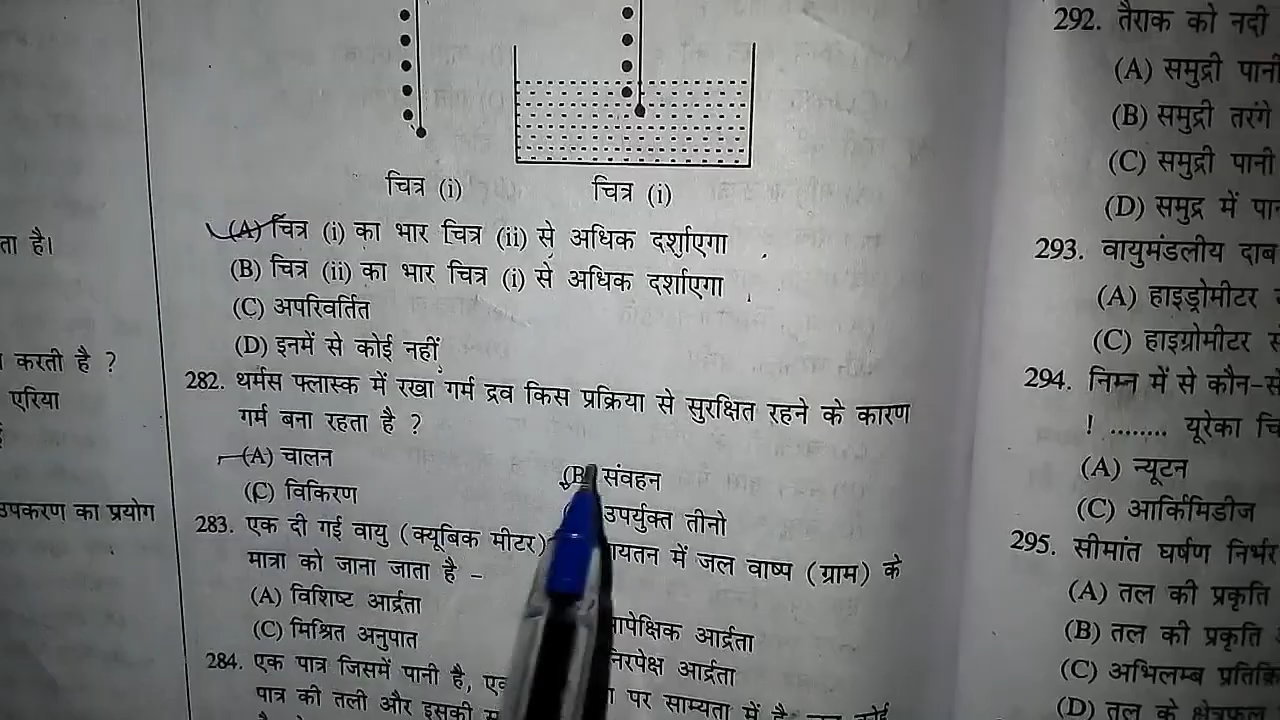 ता है।
करती है ?
एरिया
उपकरण का प्रयोग
चित्र (i) चित्र (i)
(A) चित्र (i) का भार चित्र (ii) से अधिक दर्शाएगा
(B) चित्र (ii) का भार चित्र (i) से अधिक दर्शाएगा
(C) अपरिवर्तित
(D) इनमें से कोई नहीं
282. थर्मस फ्लास्क में रखा गर्म द्रव किस प्रक्रिया से सुरक्षित रहने के कारण
गर्म बना रहता है ?
(A) चालन (B) संवहन
(C) विकिरण उपर्युक्त तीनो
283. एक दी गई वायु (क्यूबिक मीटर) में जल वाष्प (ग्राम) के
मात्रा को जाना जाता है –
(A) विशिष्ट आर्द्रता आर्द्रता
(C) मिश्रित अनुपात आर्द्रता
284. एक पात्र जिसमें पानी है, पर साम्यता में है।
पात्र की तली और इसकी
292. तैराक को नदी
(A) समुद्री पानी
(B) समुद्री तरंगे
(C) समुद्री पानी
(D) समुद्र में
293. वायुमंडलीय दाब
(A) हाइड्रोमीटर
(C) हाइग्रोमीटर
294. निम्न में से
! ........ यूरेका
(A) न्यूटन
(C) आर्किमिडीज
295. सीमांत घर्षण निर्भर
(A) तल की प्रकृति
(B) तल की प्रकृति
(C) अभिलम्ब
(D) तल के क्षेत्रफल